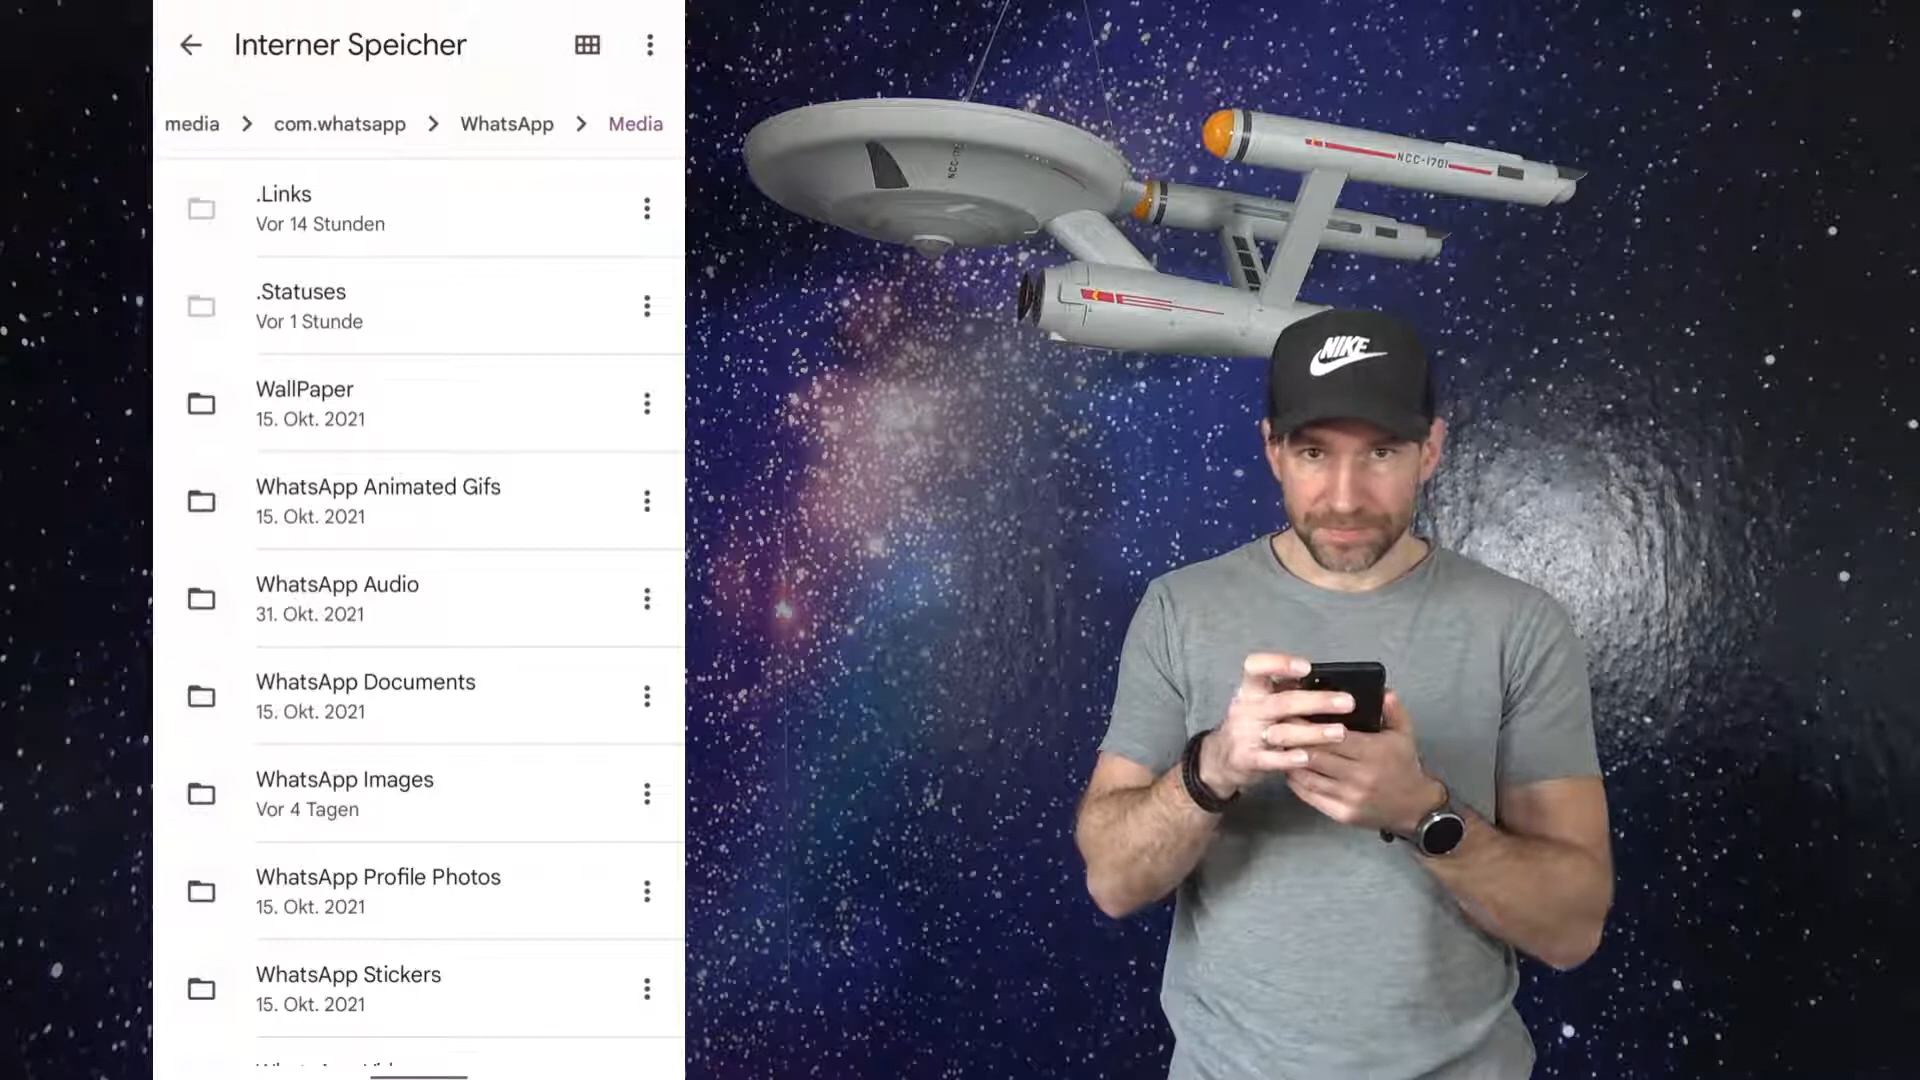 Interner Speicher
media > com.whatsapp > WhatsApp > Media
.Links
Vor 14 Stunden
.Statuses
Vor 1 Stunde
WallPaper
15. Okt. 2021
WhatsApp Animated Gifs
15. Okt. 2021
WhatsApp Audio
31. Okt. 2021
WhatsApp Documents
15. Okt. 2021
WhatsApp Images
Vor 4 Tagen
WhatsApp Profile Photos
15. Okt. 2021
WhatsApp Stickers
15. Okt. 2021
NCC-1701
NIKE